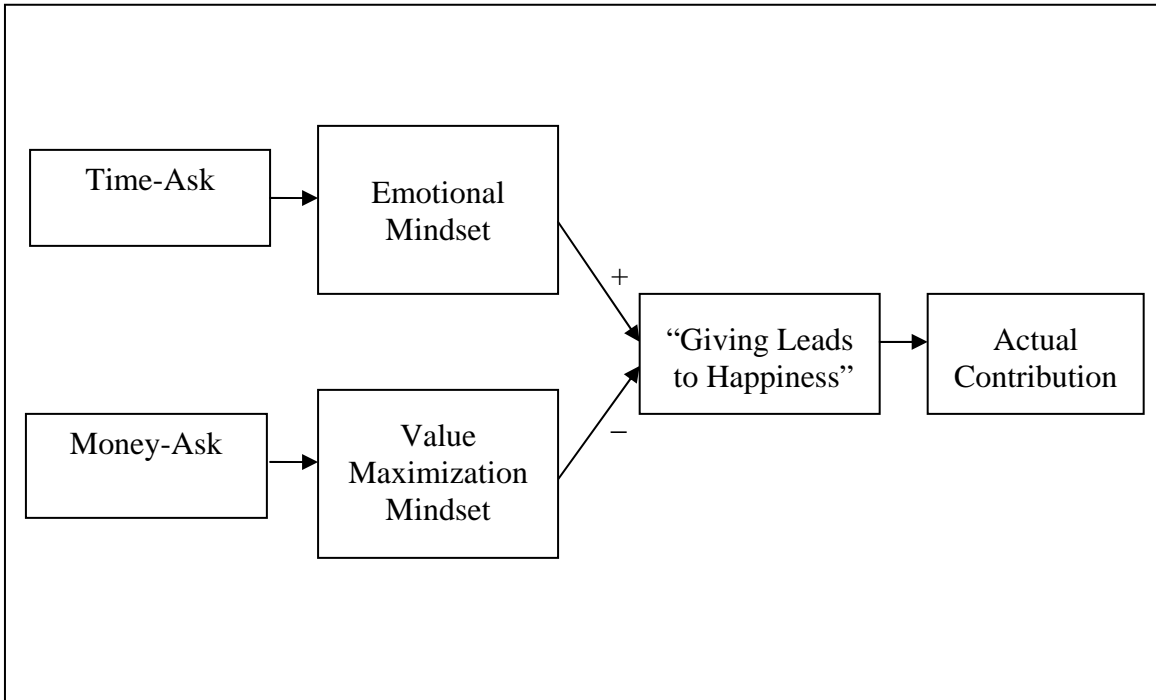 Time-Ask
Emotional
Mindset
+
“Giving Leads
to Happiness”
Actual
Contribution
Money-Ask
Value
Maximization
Mindset
–